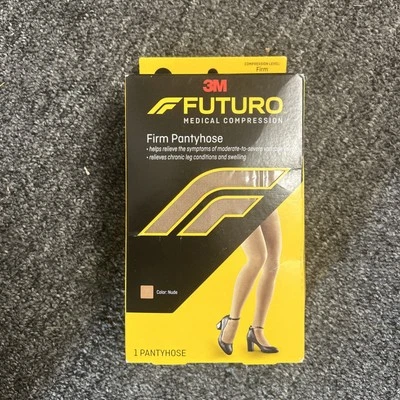 COMPRESSION LEVEL:
Firm
3M
FUTURO
MEDICAL COMPRESSION
Firm Pantyhose
• helps relieve the symptoms of moderate-to-severe
• relieves chronic leg conditions and swelling
Color: Nude
1 PANTYHOSE